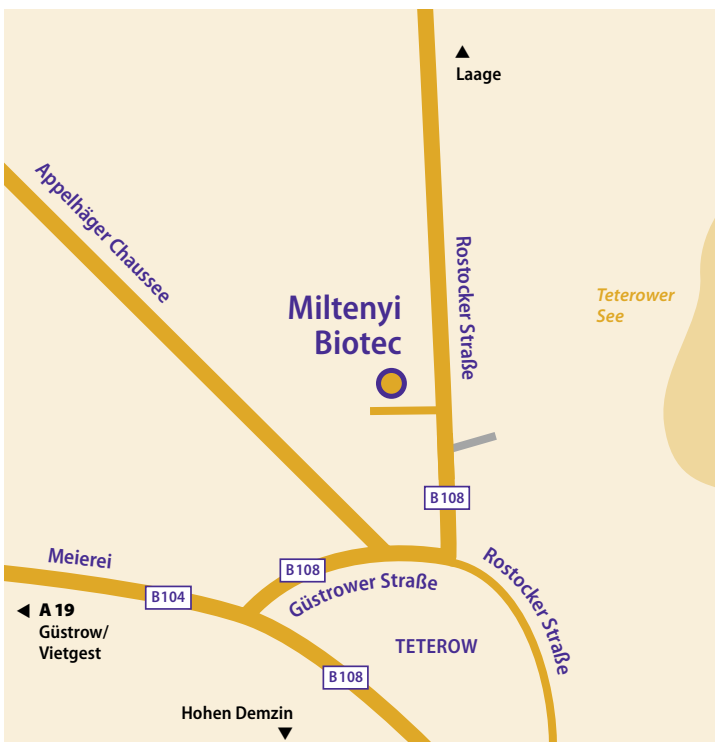 Laage
Appelhäger Chaussee
Rostocker Straße
Teterower
See
Miltenyi
Biotec
B108
Meierei
B108
Güstrower Straße
Rostocker Straße
B104
A 19
Güstrow/
Vietgest
TETEROW
B108
Hohen Demzin